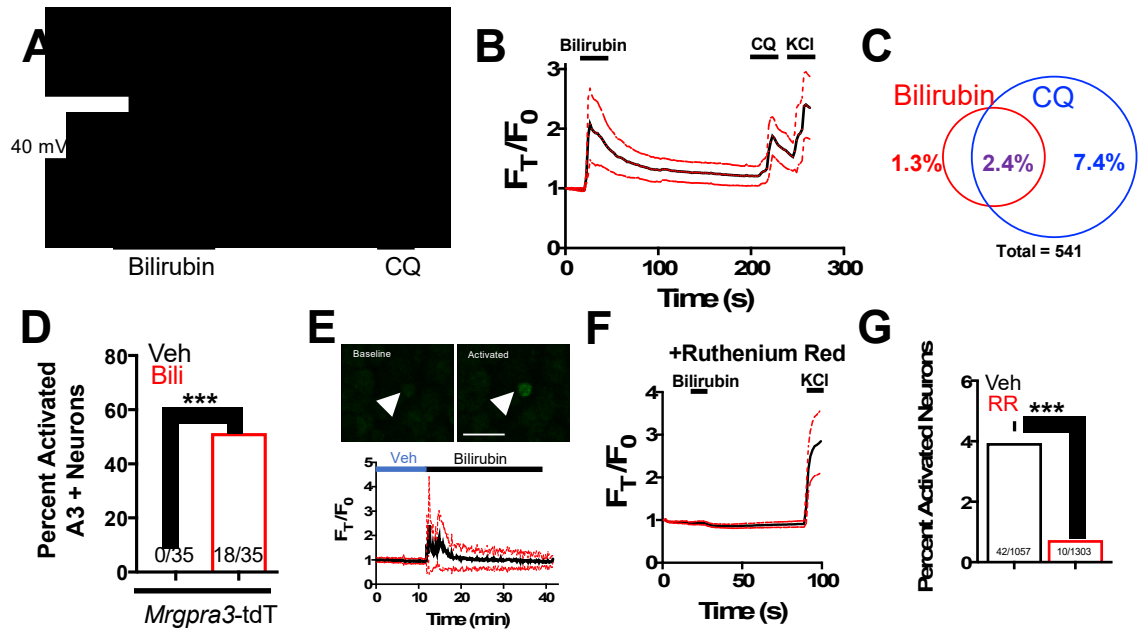 A
40 mV
Bilirubin
CQ
B
Bilirubin
CQ
KCl
3
2
1
0
F_T/F_0
0
100
200
300
Time (s)
C
Bilirubin
CQ
1.3%
2.4%
7.4%
Total = 541
D
Veh
Bili
***
80
60
40
20
0
Percent Activated
A3 + Neurons
0/35
18/35
Mrgpra3-tdT
E
Baseline
Activated
Veh
Bilirubin
5
4
3
2
1
0
F_T/F_0
0
10
20
30
40
Time (min)
F
+Ruthenium Red
Bilirubin
KCl
4
3
2
1
0
F_T/F_0
0
50
100
Time (s)
G
Veh
RR
***
6
4
2
0
Percent Activated Neurons
42/1057
10/1303